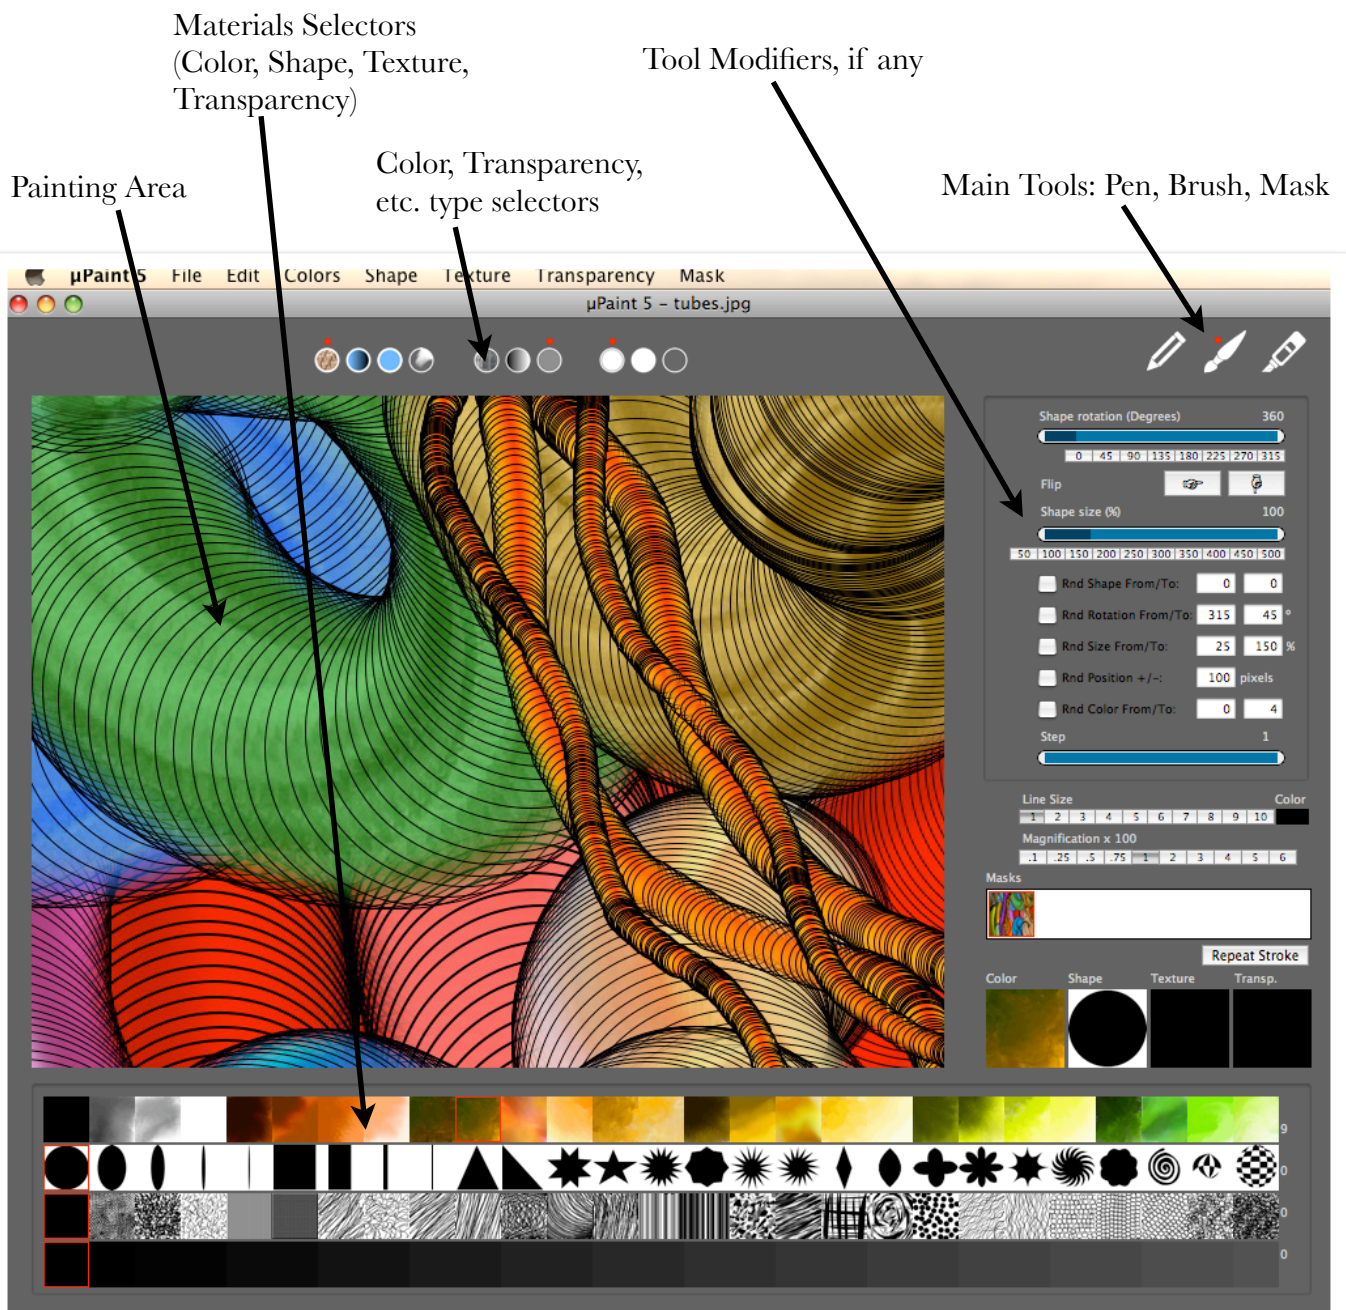 Materials Selectors
(Color, Shape, Texture,
Transparency)
Tool Modifiers, if any
Color, Transparency,
etc. type selectors
Painting Area
Main Tools: Pen, Brush, Mask
µPaint 5 File Edit Colors Shape Texture Transparency Mask
µPaint 5 – tubes.jpg
Shape rotation (Degrees) 360
0 45 90 135 180 225 270 315
Flip
Shape size (%) 100
50 100 150 200 250 300 350 400 450 500
Rnd Shape From/To: 0 0
Rnd Rotation From/To: 315 45 °
Rnd Size From/To: 25 150 %
Rnd Position +/-: 100 pixels
Rnd Color From/To: 0 4
Step 1
Line Size Color
1 2 3 4 5 6 7 8 9 10
Magnification x 100
.1 .25 .5 .75 1 2 3 4 5 6
Masks
Repeat Stroke
Color Shape Texture Transp.
9
0
0
0